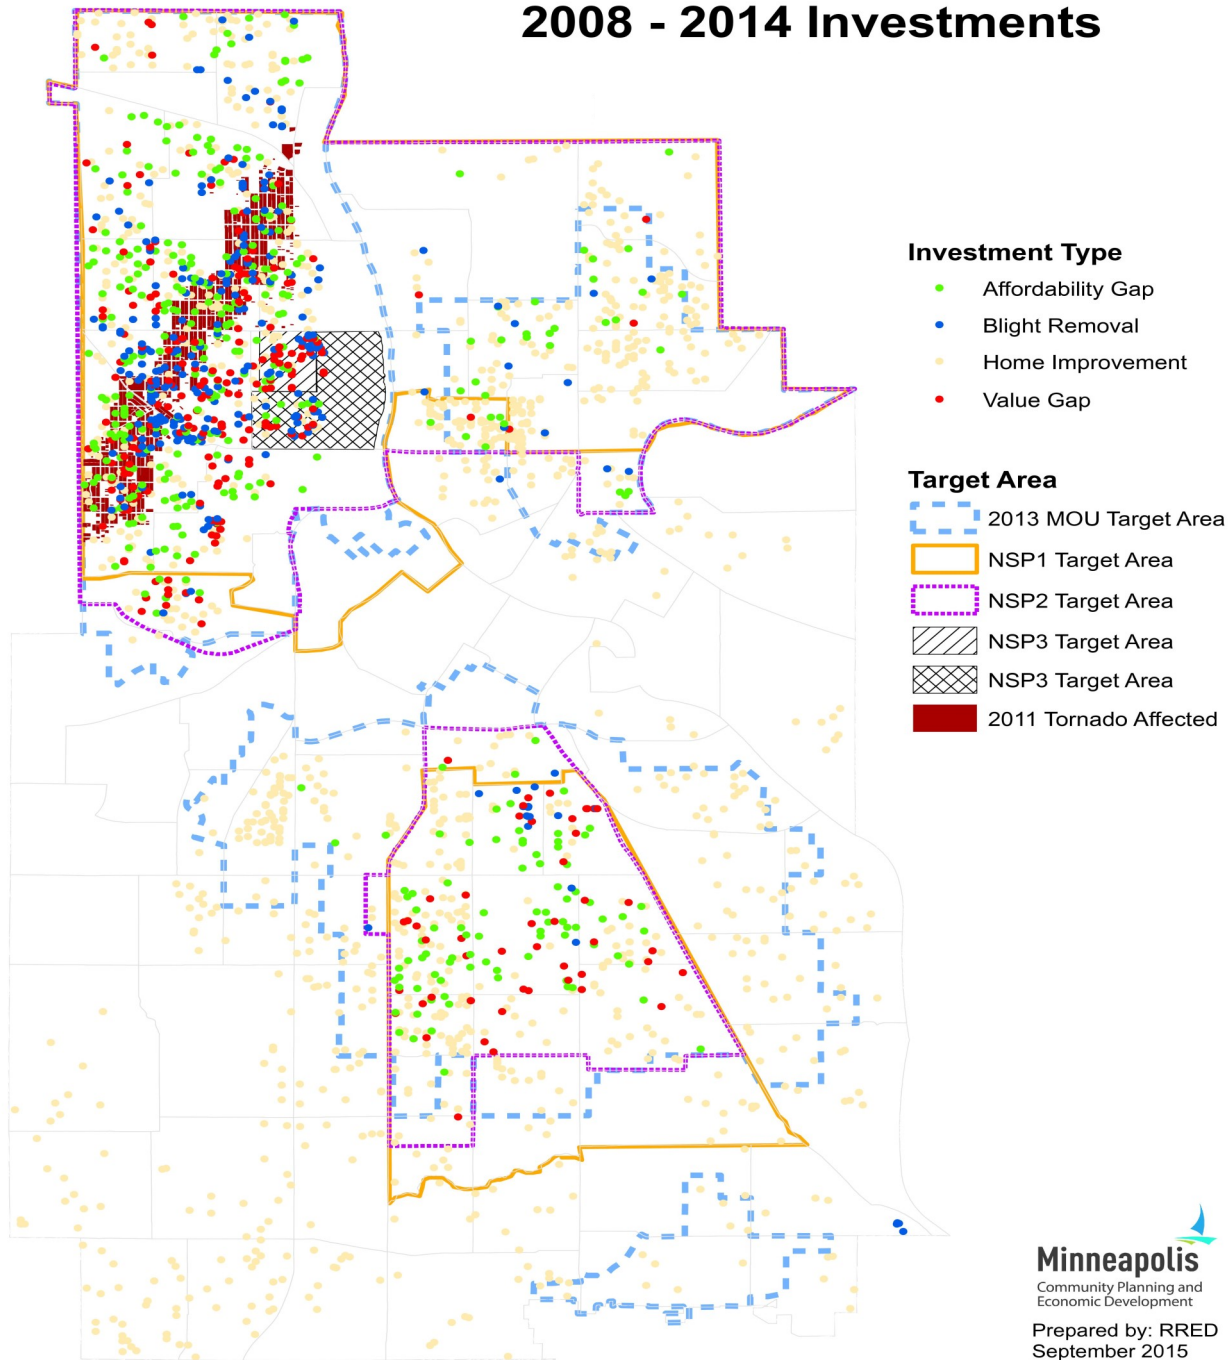 2008 - 2014 Investments
Investment Type
Affordability Gap
Blight Removal
Home Improvement
Value Gap
Target Area
2013 MOU Target Area
NSP1 Target Area
NSP2 Target Area
NSP3 Target Area
NSP3 Target Area
2011 Tornado Affected
Minneapolis
Community Planning and
Economic Development
Prepared by: RRED
September 2015